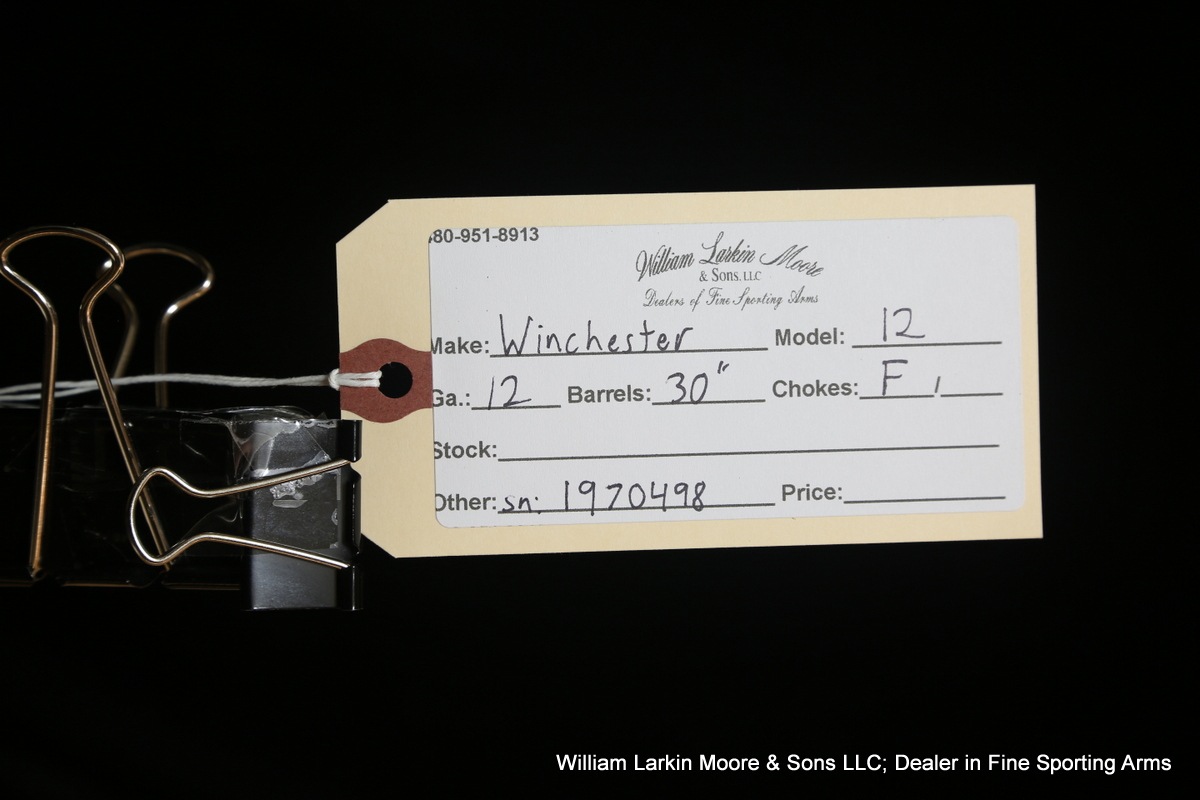 80-951-8913
William Larkin Moore
& Sons, LLC
Dealers of Fine Sporting Arms
Make: Winchester Model: 12
Ga.: 12 Barrels: 30" Chokes: F ,
Stock:
Other: sn: 1970498 Price:
William Larkin Moore & Sons LLC; Dealer in Fine Sporting Arms